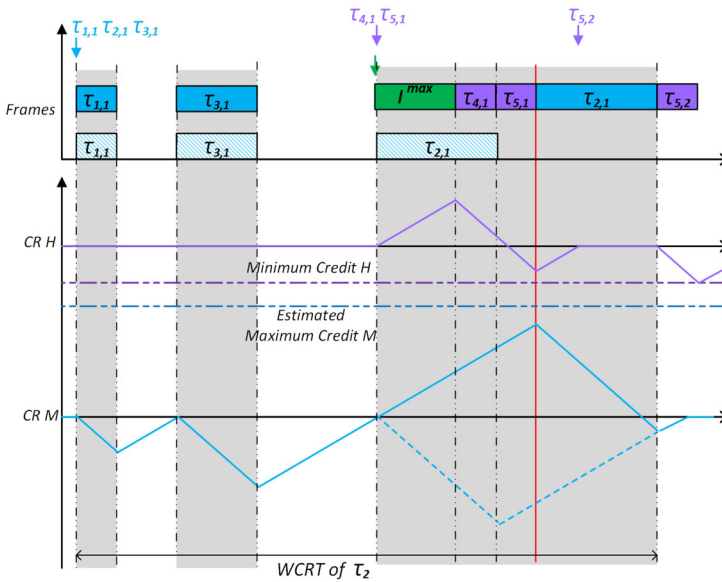 τ1,1 τ2,1 τ3,1
τ4,1 τ5,1
τ5,2
Frames
τ1,1
τ3,1
I max
τ4,1
τ5,1
τ2,1
τ5,2
τ1,1
τ3,1
τ2,1
CR H
Minimum Credit H
Estimated
Maximum Credit M
CR M
WCRT of τ2